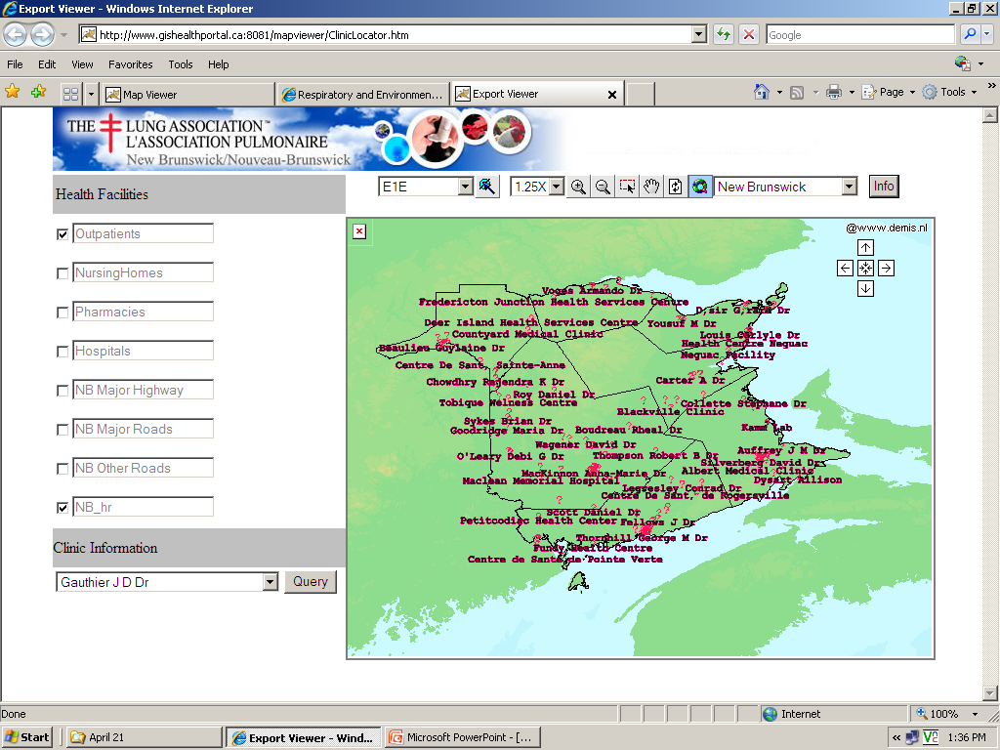 Export Viewer - Windows Internet Explorer
http://www.gishealthportal.ca:8081/mapviewer/ClinicLocator.htm
Google
File Edit View Favorites Tools Help
Map Viewer
Respiratory and Environmen...
Export Viewer
Page
Tools
THE LUNG ASSOCIATION™
L'ASSOCIATION PULMONAIRE
New Brunswick/Nouveau-Brunswick
Health Facilities
E1E
1.25X
New Brunswick
Info
Outpatients
NursingHomes
Pharmacies
Hospitals
NB Major Highway
NB Major Roads
NB Other Roads
NB_hr
Clinic Information
Gauthier J D Dr
Query
@www.demis.nl
Voges Armando Dr
Fredericton Junction Health Services Centre
D,sir G,rard Dr
Deer Island Health Services Centre
Yousuf M Dr
Countyard Medical Clinic
Louis Carlyle Dr
Health Centre Neguac
Beaulieu Guylaine Dr
Neguac Facility
Centre De Sant, Sainte-Anne
Chowdhry Rajendra K Dr
Carter A Dr
Roy Daniel Dr
Tobique Welness Centre
Collette Stephane Dr
Blackville Clinic
Sykes Brian Dr
Goodridge Maria Dr
Boudreau Rheal Dr
Kamm Lab
Wagener David Dr
Auffrey J M Dr
O'Leary Debi G Dr
Thompson Robert B Dr
Silverberg David Dr
MacKinnon Anna-Marie Dr
Albert Medical Clinic
Maclean Memorial Hospital
Dysart Allison
Legresley Conrad Dr
Centre De Sant, de Rogersville
Scott Daniel Dr
Petitcodiac Health Center
Fellows J Dr
Thornhill George M Dr
Fundy Health Centre
Centre de Sante de Pointe Verte
Done
Internet
100%
Start
April 21
Export Viewer - Wind...
Microsoft PowerPoint - [...
1:36 PM